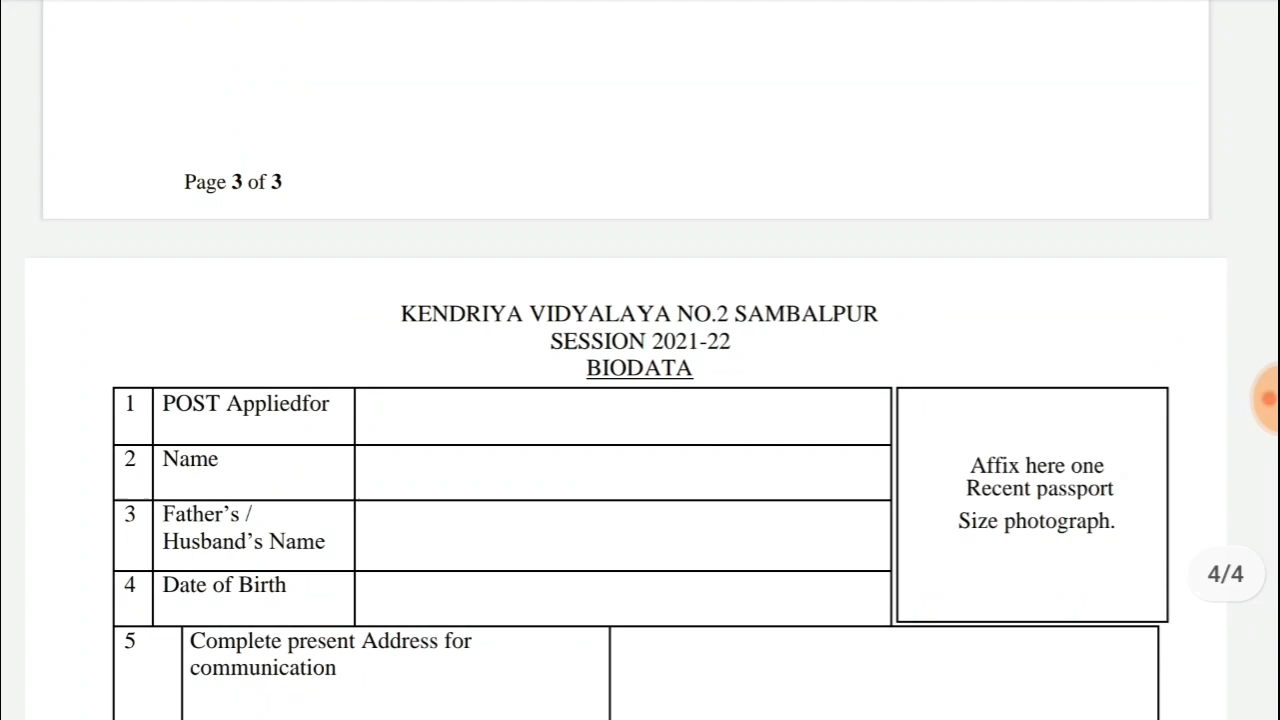 Page 3 of 3
KENDRIYA VIDYALAYA NO.2 SAMBALPUR
SESSION 2021-22
BIODATA
1 POST Appliedfor
2 Name
3 Father's /
Husband's Name
4 Date of Birth
Affix here one
Recent passport
Size photograph.
4/4
5 Complete present Address for
communication